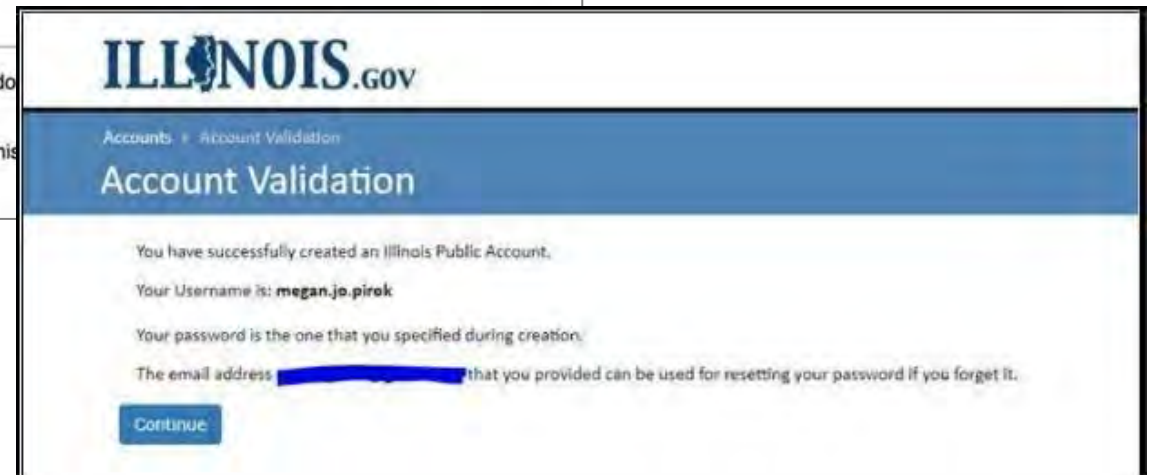 do
his
ILLINOIS.GOV
Accounts Account Validation
Account Validation
You have successfully created an Illinois Public Account.
Your Username is: megan.jo.pirok
Your password is the one that you specified during creation.
The email address that you provided can be used for resetting your password if you forget it.
Continue